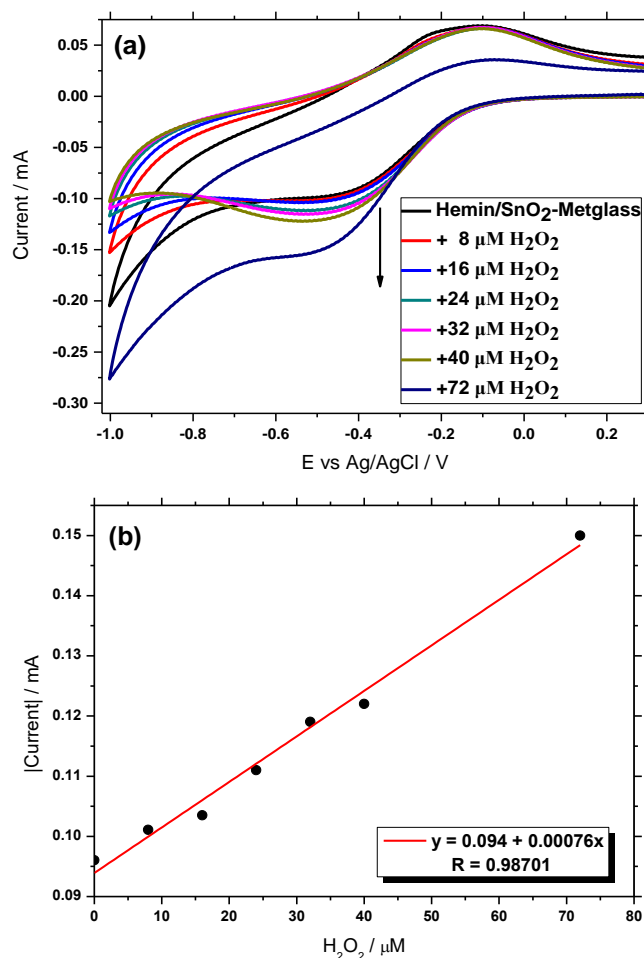 (a)
0.05
0.00
-0.05
-0.10
-0.15
-0.20
-0.25
-0.30
Current / mA
Hemin/SnO₂-Metglass
+ 8 μM H₂O₂
+16 μM H₂O₂
+24 μM H₂O₂
+32 μM H₂O₂
+40 μM H₂O₂
+72 μM H₂O₂
-1.0 -0.8 -0.6 -0.4 -0.2 0.0 0.2
E vs Ag/AgCl / V
(b)
0.15
0.14
0.13
0.12
0.11
0.10
0.09
|Current| / mA
y = 0.094 + 0.00076x
R = 0.98701
0 10 20 30 40 50 60 70 80
H₂O₂ / μM